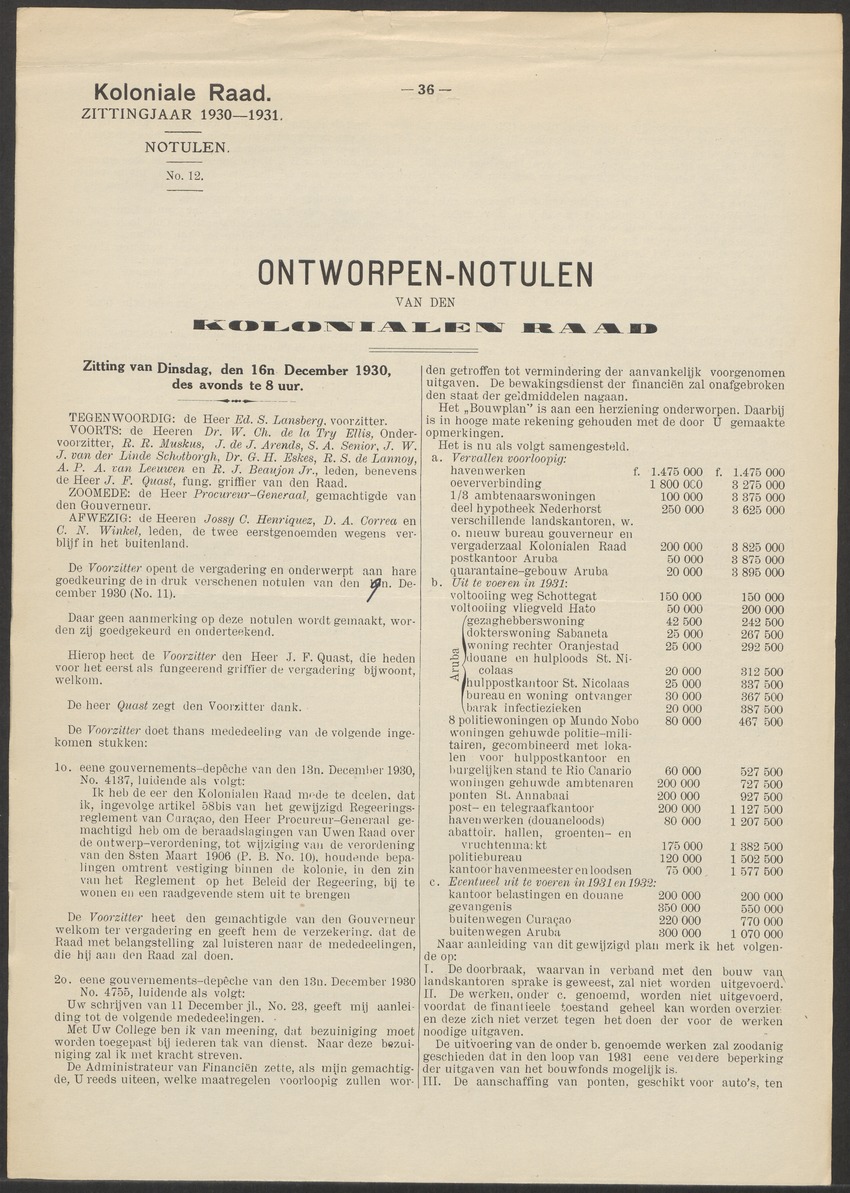 Koloniale Raad.
— 36 —
ZITTINGJAAR 1930—1931.
NOTULEN.
No. 12.
ONTWORPEN-NOTULEN
VAN DEN
KOLONIALEN RAAD
Zitting van Dinsdag, den 16n December 1930,
des avonds te 8 uur.
TEGENWOORDIG: de Heer Ed. S. Lansberg. voorzitter.
VOORTS: de Heeren Dr. W. Ch. de la Try Ellis, Onder-
voorzitter, R. R. Muskus, J. de J. Arends, S. A. Senior, J. W.
J. van der Linde Schotborgh, Dr. G. H. Eskes, R. S. de Lannoy,
A. P. A. van Leeuwen en R. J. Beaujon Jr., leden, benevens
de Heer J. F. Quast, fung. griffier van den Raad.
ZOOMEDE: de Heer Procureur-Generaal, gemachtigde van
den Gouverneur.
AFWEZIG: de Heeren Jossy C. Henriquez, D. A. Correa en
C. N. Winkel, leden, de twee eerstgenoemden wegens ver-
blijf in het buitenland.
De Voorzitter opent de vergadering en onderwerpt aan hare
goedkeuring de in druk verschenen notulen van den 9n. De-
cember 1930 (No. 11).
Daar geen aanmerking op deze notulen wordt gemaakt, wor-
den zij goedgekeurd en onderteekend.
Hierop heet de Voorzitter den Heer J. F. Quast, die heden
voor het eerst als fungeerend griffier de vergadering bijwoont,
welkom.
De heer Quast zegt den Voorzitter dank.
De Voorzitter doet thans mededeeling van de volgende inge-
komen stukken:
1o. eene gouvernements-depêche van den 13n. December 1930,
No. 4137, luidende als volgt:
Ik heb de eer den Kolonialen Raad mede te deelen, dat
ik, ingevolge artikel 58bis van het gewijzigd Regeerings-
reglement van Curaçao, den Heer Procureur-Generaal ge-
machtigd heb om de beraadslagingen van Uwen Raad over
de ontwerp-verordening, tot wijziging van de verordening
van den 8sten Maart 1906 (P. B. No. 10), houdende bepa-
lingen omtrent vestiging binnen de kolonie, in den zin
van het Reglement op het Beleid der Regeering, bij te
wonen en een raadgevende stem uit te brengen
De Voorzitter heet den gemachtigde van den Gouverneur
welkom ter vergadering en geeft hem de verzekering. dat de
Raad met belangstelling zal luisteren naar de mededeelingen,
die hij aan den Raad zal doen.
2o. eene gouvernements-depêche van den 13n. December 1930
No. 4755, luidende als volgt:
Uw schrijven van 11 December jl., No. 23, geeft mij aanlei-
ding tot de volgende mededeelingen.
Met Uw College ben ik van meening, dat bezuiniging moet
worden toegepast bij iederen tak van dienst. Naar deze bezui-
niging zal ik met kracht streven.
De Administrateur van Financiën zette, als mijn gemachtig-
de, U reeds uiteen, welke maatregelen voorloopig zullen wor-
den getroffen tot vermindering der aanvankelijk voorgenomen
uitgaven. De bewakingsdienst der financiën zal onafgebroken
den staat der geldmiddelen nagaan.
Het „Bouwplan” is aan een herziening onderworpen. Daarbij
is in hooge mate rekening gehouden met de door U gemaakte
opmerkingen.
Het is nu als volgt samengesteld.
a. Vervallen voorloopig:
havenwerken f. 1.475 000 f. 1.475 000
oeververbinding 1 800 000 3 275 000
1/3 ambtenaarswoningen 100 000 3 375 000
deel hypotheek Nederhorst 250 000 3 625 000
verschillende landskantoren, w.
o. nieuw bureau gouverneur en
vergaderzaal Kolonialen Raad 200 000 3 825 000
postkantoor Aruba 50 000 3 875 000
quarantaine-gebouw Aruba 20 000 3 895 000
b. Uit te voeren in 1931:
voltooiing weg Schottegat 150 000 150 000
voltooiing vliegveld Hato 50 000 200 000
Aruba
gezaghebberswoning 42 500 242 500
dokterswoning Sabaneta 25 000 267 500
woning rechter Oranjestad 25 000 292 500
douane en hulploods St. Ni-
colaas 20 000 312 500
hulppostkantoor St. Nicolaas 25 000 337 500
bureau en woning ontvanger 30 000 367 500
barak infectieziekten 20 000 387 500
8 politiewoningen op Mundo Nobo 80 000 467 500
woningen gehuwde politie-mili-
tairen, gecombineerd met loka-
len voor hulppostkantoor en
burgelijken stand te Rio Canario 60 000 527 500
woningen gehuwde ambtenaren 200 000 727 500
ponten St. Annabaai 200 000 927 500
post- en telegraafkantoor 200 000 1 127 500
havenwerken (douaneloods) 80 000 1 207 500
abattoir. hallen, groenten- en
vruchtenmarkt 175 000 1 382 500
politiebureau 120 000 1 502 500
kantoor havenmeester en loodsen 75 000 1 577 500
c. Eventueel uit te voeren in 1931 en 1932:
kantoor belastingen en douane 200 000 200 000
gevangenis 350 000 550 000
buitenwegen Curaçao 220 000 770 000
buitenwegen Aruba 300 000 1 070 000
Naar aanleiding van dit gewijzigd plan merk ik het volgen-
de op:
I. De doorbraak, waarvan in verband met den bouw van
landskantoren sprake is geweest, zal niet worden uitgevoerd.
II. De werken, onder c. genoemd, worden niet uitgevoerd,
voordat de financieele toestand geheel kan worden overzien
en deze zich niet verzet tegen het doen der voor de werken
noodige uitgaven.
De uitvoering van de onder b. genoemde werken zal zoodanig
geschieden dat in den loop van 1931 eene verdere beperking
der uitgaven van het bouwfonds mogelijk is.
III. De aanschaffing van ponten, geschikt voor auto's, ten